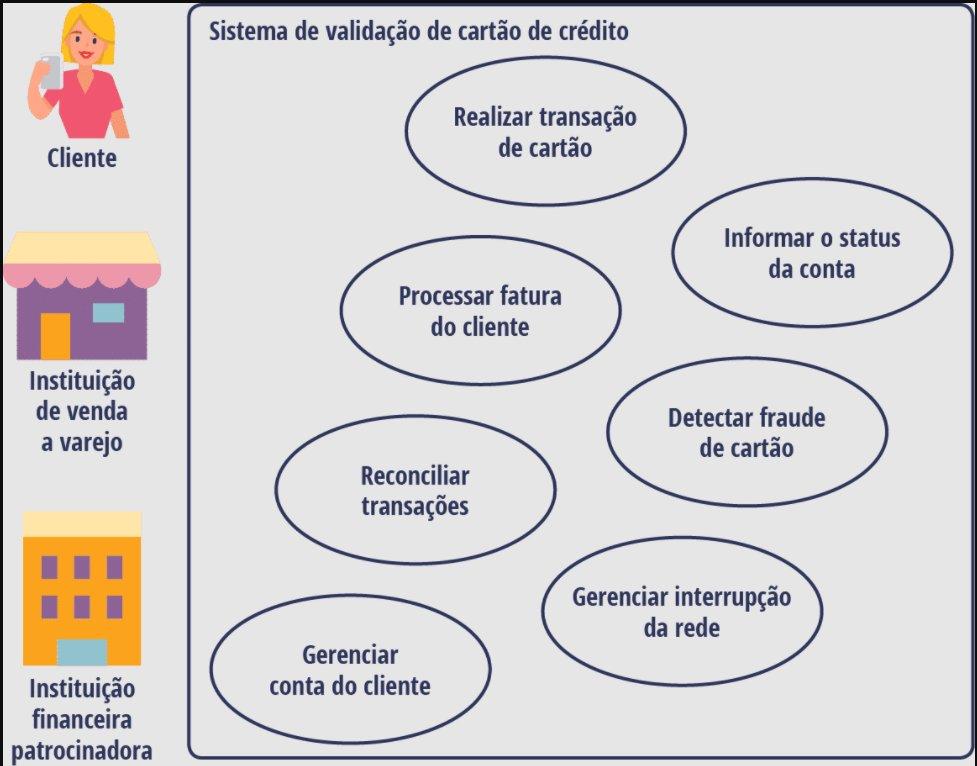 Sistema de validação de cartão de crédito
Cliente
Instituição
de venda
a varejo
Instituição
financeira
patrocinadora
Realizar transação
de cartão
Informar o status
da conta
Processar fatura
do cliente
Detectar fraude
de cartão
Reconciliar
transações
Gerenciar interrupção
da rede
Gerenciar
conta do cliente